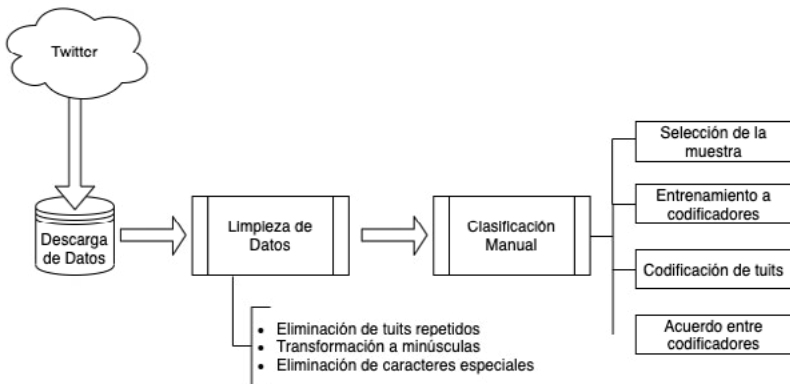 Twitter
Descarga
de Datos
Limpieza de
Datos
• Eliminación de tuits repetidos
• Transformación a minúsculas
• Eliminación de caracteres especiales
Clasificación
Manual
Selección de la
muestra
Entrenamiento a
codificadores
Codificación de tuits
Acuerdo entre
codificadores